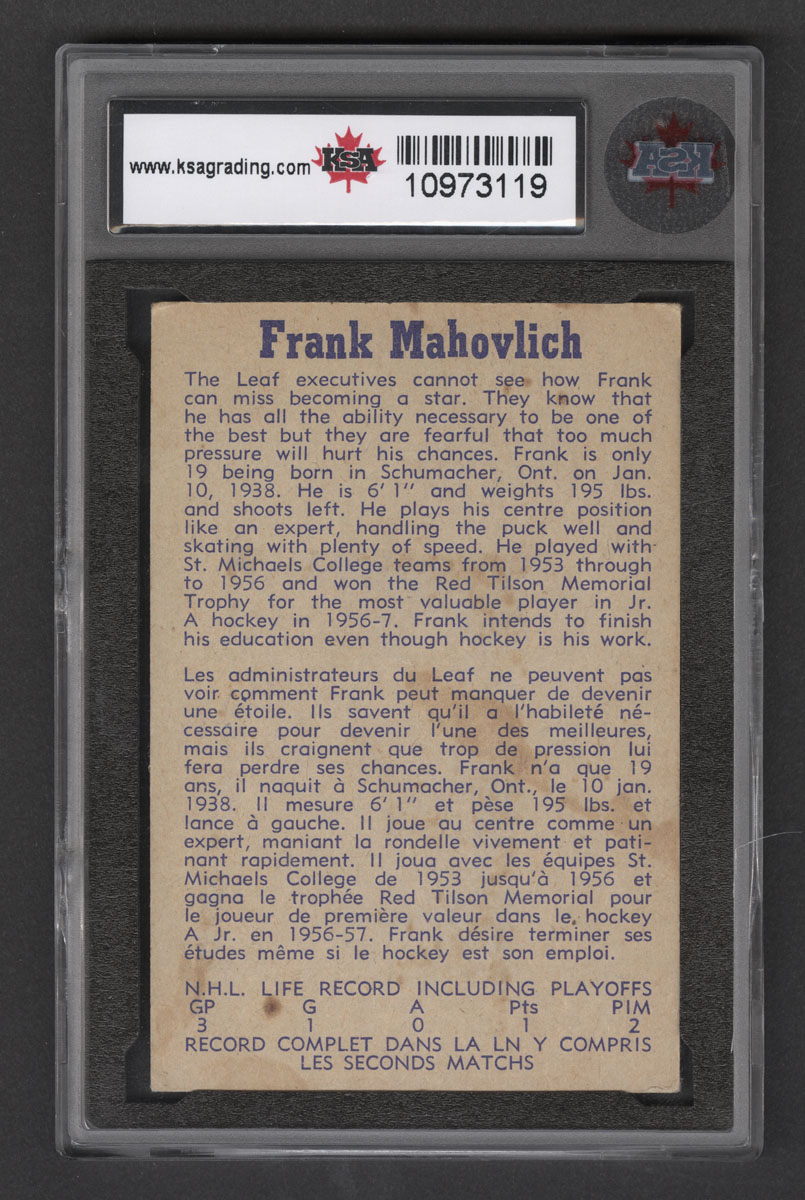 www.ksagrading.com KSA
10973119
KSA
Frank Mahovlich
The Leaf executives cannot see how Frank
can miss becoming a star. They know that
he has all the ability necessary to be one of
the best but they are fearful that too much
pressure will hurt his chances. Frank is only
19 being born in Schumacher, Ont. on Jan.
10, 1938. He is 6' 1" and weights 195 lbs.
and shoots left. He plays his centre position
like an expert, handling the puck well and
skating with plenty of speed. He played with
St. Michaels College teams from 1953 through
to 1956 and won the Red Tilson Memorial
Trophy for the most valuable player in Jr.
A hockey in 1956-7. Frank intends to finish
his education even though hockey is his work.
Les administrateurs du Leaf ne peuvent pas
voir comment Frank peut manquer de devenir
une étoile. Ils savent qu'il a l'habileté né-
cessaire pour devenir l'une des meilleures,
mais ils craignent que trop de pression lui
fera perdre ses chances. Frank n'a que 19
ans, il naquit à Schumacher, Ont., le 10 jan.
1938. Il mesure 6' 1" et pèse 195 lbs. et
lance à gauche. Il joue au centre comme un
expert, maniant la rondelle vivement et pati-
nant rapidement. Il joua avec les équipes St.
Michaels College de 1953 jusqu'à 1956 et
gagna le trophée Red Tilson Memorial pour
le joueur de première valeur dans le hockey
A Jr. en 1956-57. Frank désire terminer ses
études même si le hockey est son emploi.
N.H.L. LIFE RECORD INCLUDING PLAYOFFS
GP G A Pts PIM
3 1 0 1 2
RECORD COMPLET DANS LA LN Y COMPRIS
LES SECONDS MATCHS